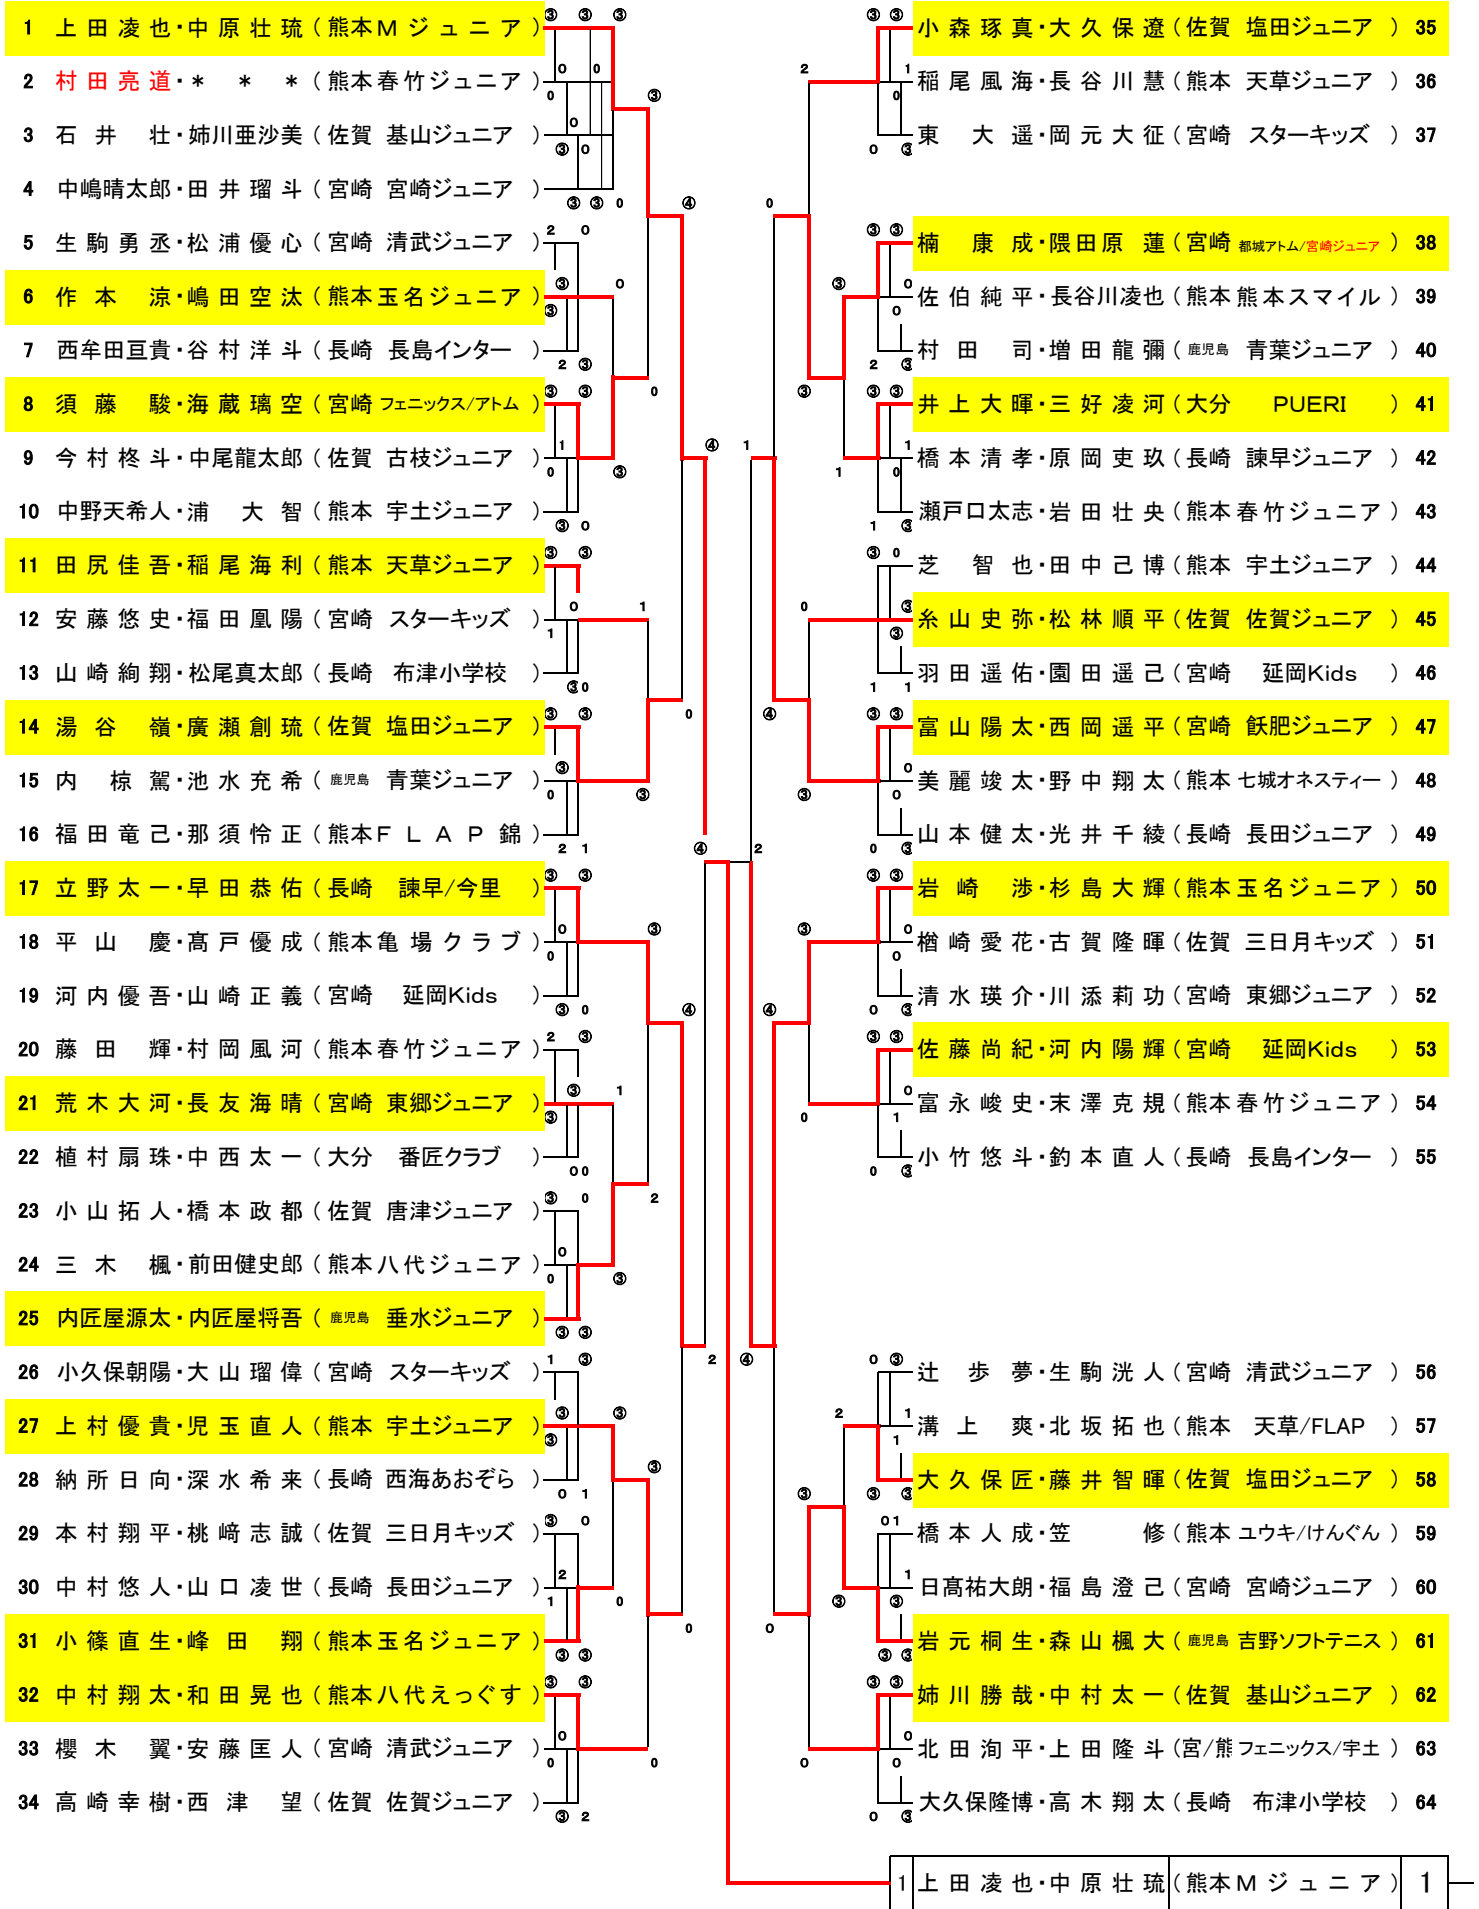 1 上田凌也・中原壮琉 (熊本Mジュニア)
2 村田亮道・＊＊＊ (熊本春竹ジュニア)
3 石井壮・姉川亜沙美 (佐賀 基山ジュニア)
4 中嶋晴太郎・田井瑠斗 (宮崎 宮崎ジュニア)
5 生駒勇丞・松浦優心 (宮崎 清武ジュニア)
6 作本涼・嶋田空汰 (熊本玉名ジュニア)
7 西牟田亘貴・谷村洋斗 (長崎 長島インター)
8 須藤駿・海蔵璃空 (宮崎 フェニックス/アトム)
9 今村柊斗・中尾龍太郎 (佐賀 古枝ジュニア)
10 中野天希人・浦大智 (熊本 宇土ジュニア)
11 田尻佳吾・稲尾海利 (熊本 天草ジュニア)
12 安藤悠史・福田凰陽 (宮崎 スターキッズ)
13 山崎絢翔・松尾真太郎 (長崎 布津小学校)
14 湯谷嶺・廣瀬創琉 (佐賀 塩田ジュニア)
15 内椋駕・池水充希 (鹿児島 青葉ジュニア)
16 福田竜己・那須怜正 (熊本FLAP錦)
17 立野太一・早田恭佑 (長崎 諫早/今里)
18 平山慶・髙戸優成 (熊本亀場クラブ)
19 河内優吾・山崎正義 (宮崎 延岡Kids)
20 藤田輝・村岡風河 (熊本春竹ジュニア)
21 荒木大河・長友海晴 (宮崎 東郷ジュニア)
22 植村扇珠・中西太一 (大分 番匠クラブ)
23 小山拓人・橋本政都 (佐賀 唐津ジュニア)
24 三木楓・前田健史郎 (熊本八代ジュニア)
25 内匠屋源太・内匠屋将吾 (鹿児島 垂水ジュニア)
26 小久保朝陽・大山瑠偉 (宮崎 スターキッズ)
27 上村優貴・児玉直人 (熊本 宇土ジュニア)
28 納所日向・深水希来 (長崎 西海あおぞら)
29 本村翔平・桃﨑志誠 (佐賀 三日月キッズ)
30 中村悠人・山口凌世 (長崎 長田ジュニア)
31 小篠直生・峰田翔 (熊本玉名ジュニア)
32 中村翔太・和田晃也 (熊本八代えっぐす)
33 櫻木翼・安藤匡人 (宮崎 清武ジュニア)
34 高崎幸樹・西津望 (佐賀 佐賀ジュニア)
小森琢真・大久保遼 (佐賀 塩田ジュニア) 35
稲尾風海・長谷川慧 (熊本 天草ジュニア) 36
東大遥・岡元大征 (宮崎 スターキッズ) 37
楠康成・隈田原蓮 (宮崎 都城アトム/宮崎ジュニア) 38
佐伯純平・長谷川凌也 (熊本熊本スマイル) 39
村田司・増田龍彌 (鹿児島 青葉ジュニア) 40
井上大暉・三好凌河 (大分 PUERI) 41
橋本清孝・原岡吏玖 (長崎 諫早ジュニア) 42
瀬戸口太志・岩田壮央 (熊本春竹ジュニア) 43
芝智也・田中己博 (熊本 宇土ジュニア) 44
糸山史弥・松林順平 (佐賀 佐賀ジュニア) 45
羽田遥佑・園田遥己 (宮崎 延岡Kids) 46
富山陽太・西岡遥平 (宮崎 飫肥ジュニア) 47
美麗竣太・野中翔太 (熊本 七城オネスティー) 48
山本健太・光井千綾 (長崎 長田ジュニア) 49
岩崎渉・杉島大輝 (熊本玉名ジュニア) 50
楢崎愛花・古賀隆暉 (佐賀 三日月キッズ) 51
清水瑛介・川添莉功 (宮崎 東郷ジュニア) 52
佐藤尚紀・河内陽輝 (宮崎 延岡Kids) 53
富永峻史・末澤克規 (熊本春竹ジュニア) 54
小竹悠斗・釣本直人 (長崎 長島インター) 55
辻歩夢・生駒洸人 (宮崎 清武ジュニア) 56
溝上爽・北坂拓也 (熊本 天草/FLAP) 57
大久保匠・藤井智暉 (佐賀 塩田ジュニア) 58
橋本人成・笠修 (熊本 ユウキ/けんぐん) 59
日髙祐大朗・福島澄己 (宮崎 宮崎ジュニア) 60
岩元桐生・森山楓大 (鹿児島 吉野ソフトテニス) 61
姉川勝哉・中村太一 (佐賀 基山ジュニア) 62
北田洵平・上田隆斗 (宮/熊 フェニックス/宇土) 63
大久保隆博・高木翔太 (長崎 布津小学校) 64
1 上田凌也・中原壮琉 (熊本Mジュニア) 1